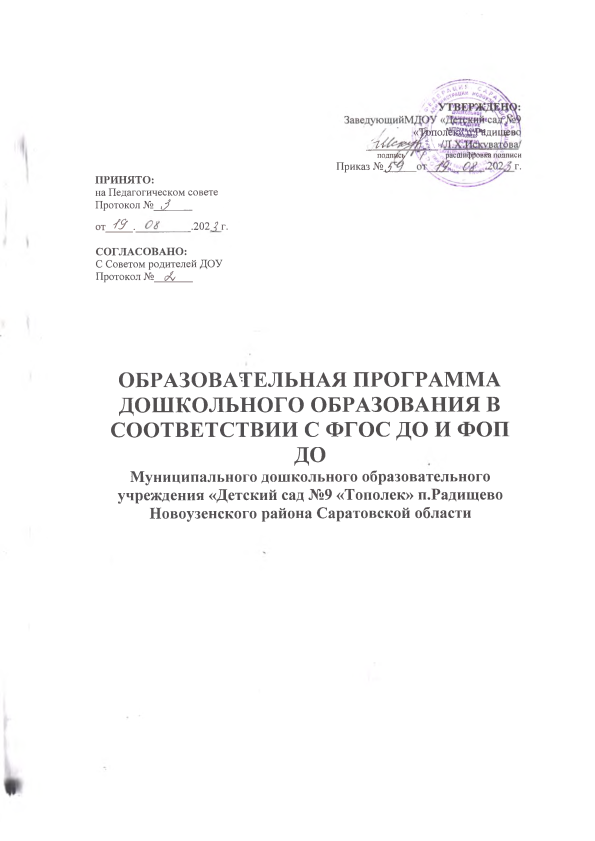 УТВЕРЖДЕНО:
ЗаведующийМДОУ «Детский сад №9
«Тополек» п.Радищево
/Л.Х.Искуватова/
подпись расшифровка подписи
Приказ № 59 от 19. 08 .2023 г.
ПРИНЯТО:
на Педагогическом совете
Протокол № 3
от 19 . 08 .2023 г.
СОГЛАСОВАНО:
С Советом родителей ДОУ
Протокол № 2
ОБРАЗОВАТЕЛЬНАЯ ПРОГРАММА
ДОШКОЛЬНОГО ОБРАЗОВАНИЯ В
СООТВЕТСТВИИ С ФГОС ДО И ФОП
ДО
Муниципального дошкольного образовательного
учреждения «Детский сад №9 «Тополек» п.Радищево
Новоузенского района Саратовской области